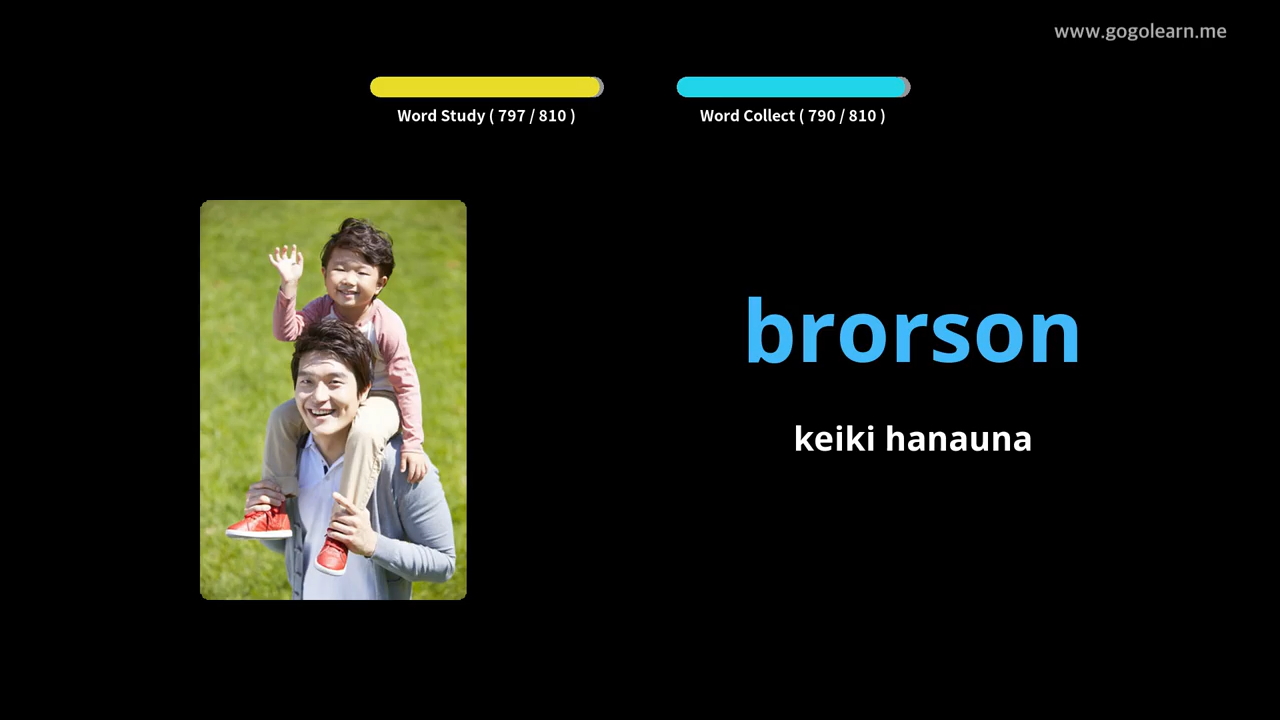 www.gogolearn.me
Word Study ( 797 / 810 )
Word Collect ( 790 / 810 )
brorson
keiki hanauna